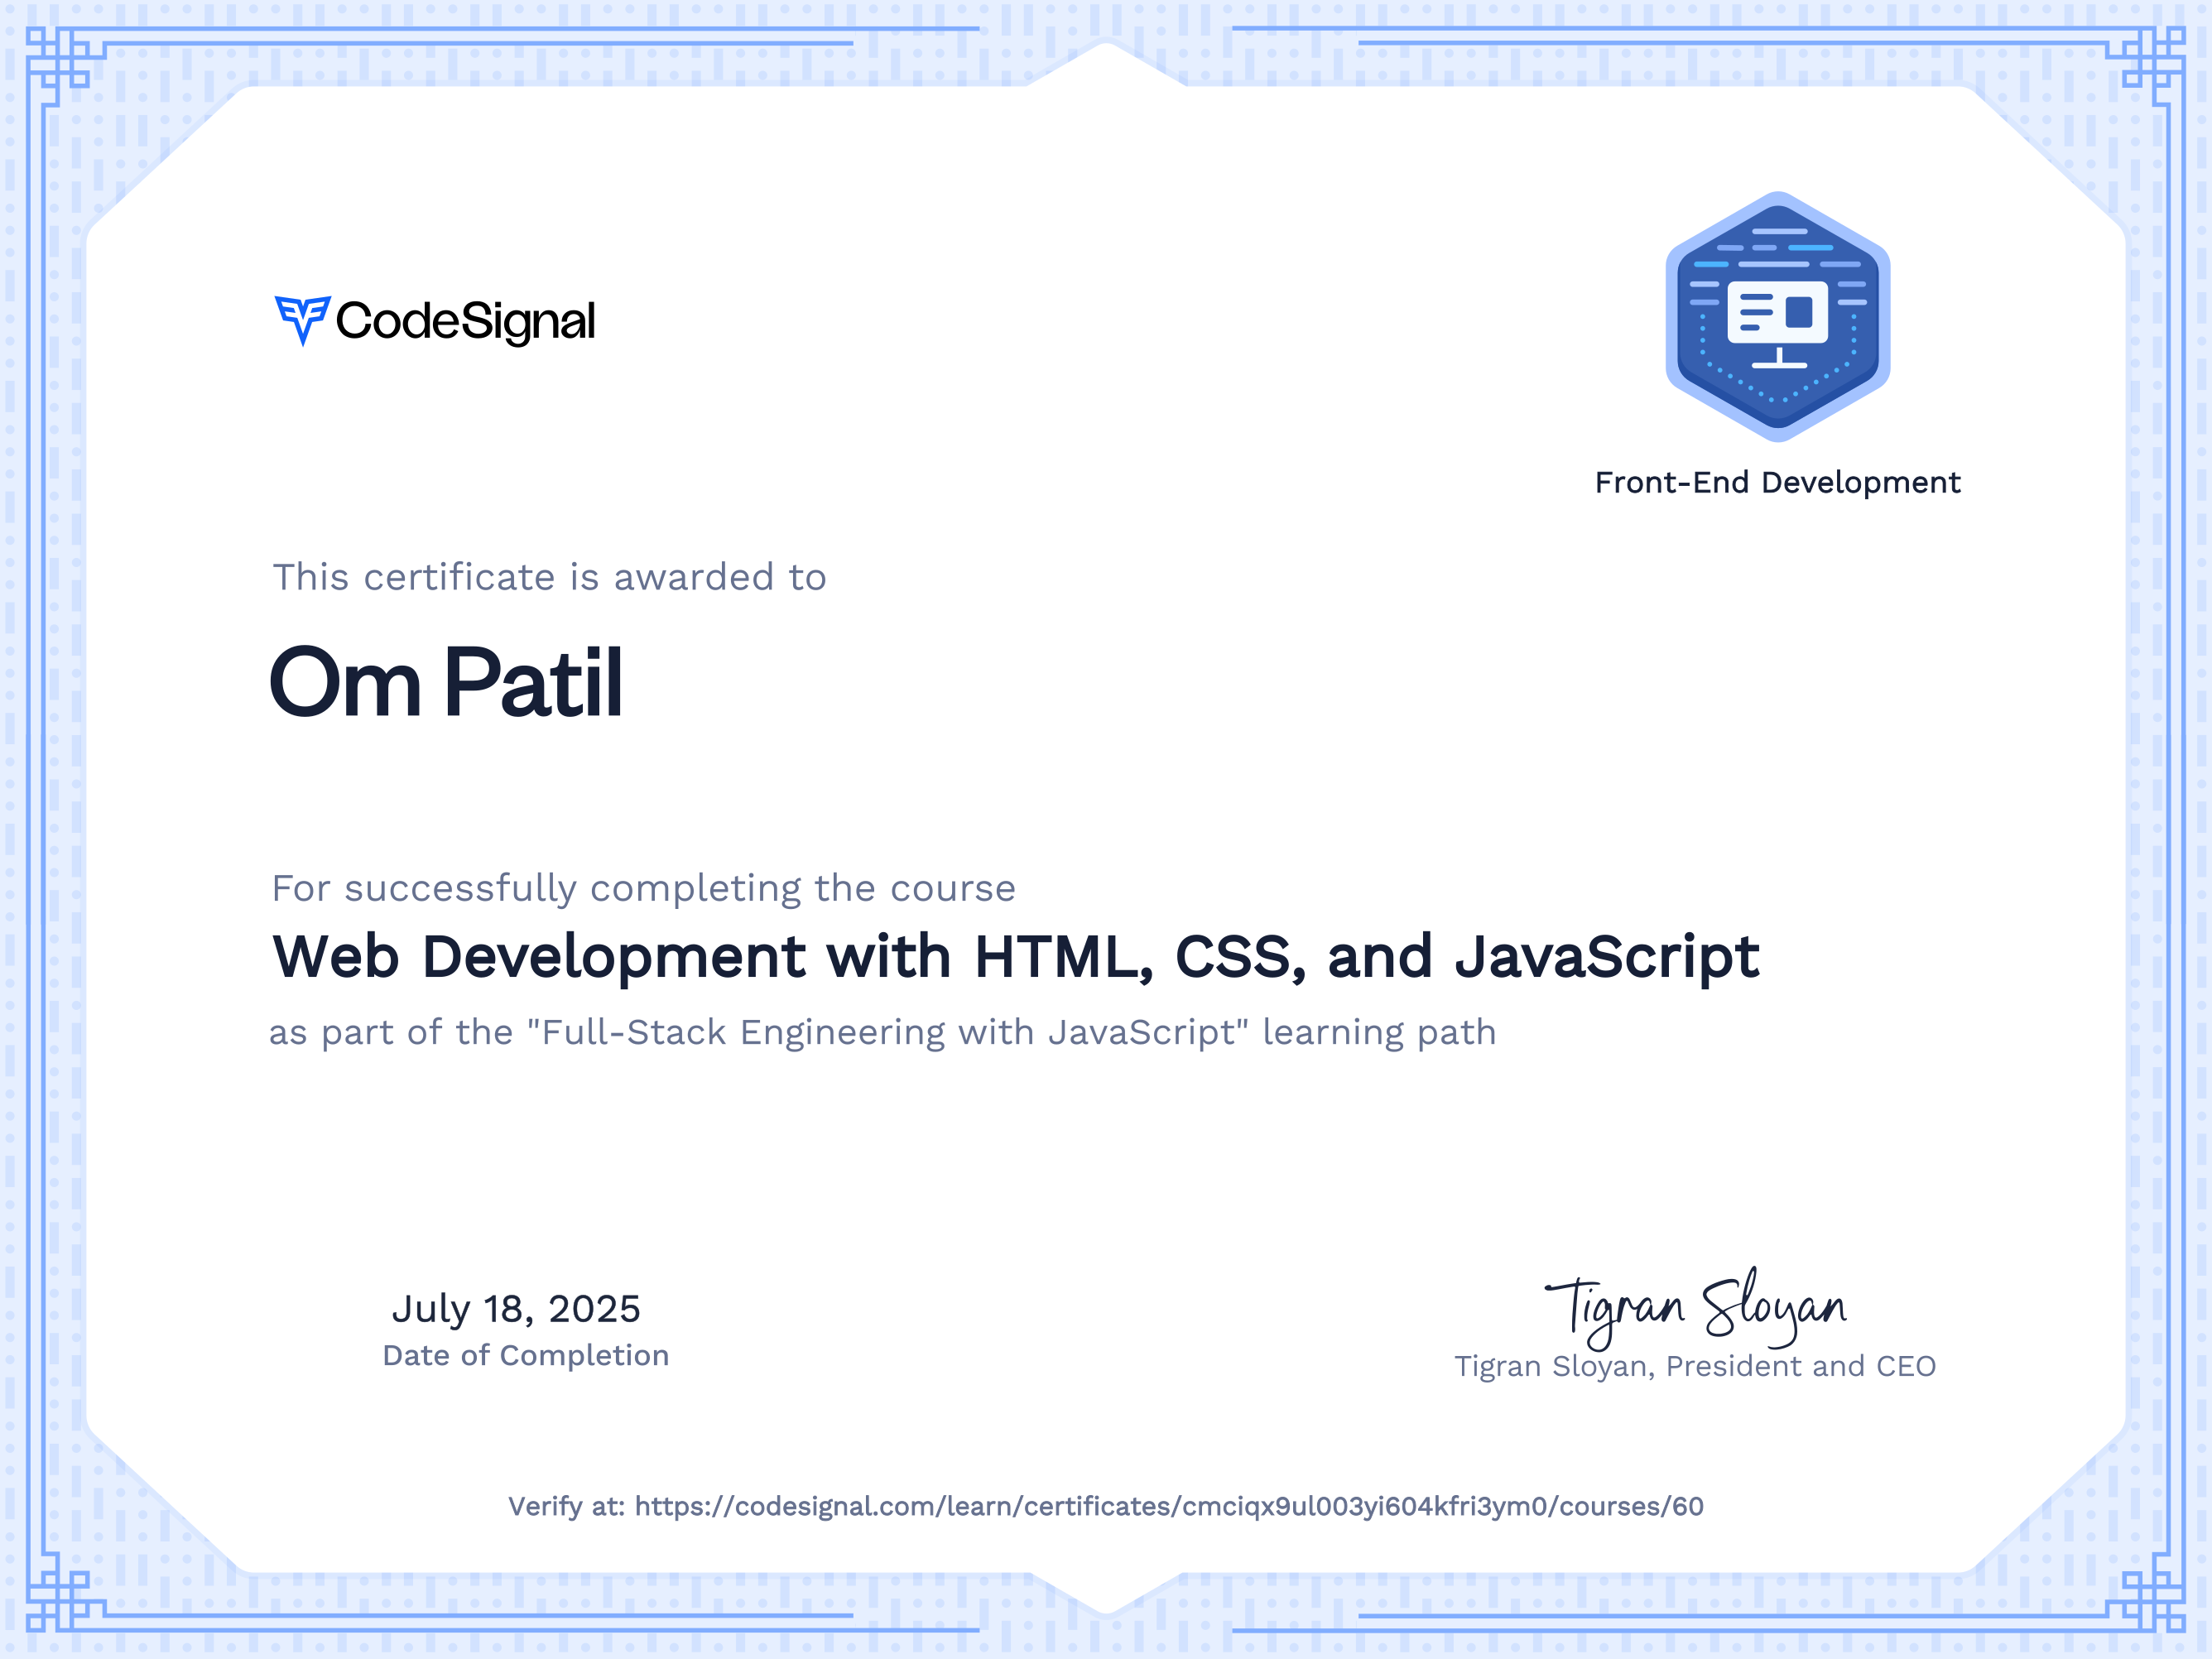 CodeSignal
Front-End Development
This certificate is awarded to
Om Patil
For successfully completing the course
Web Development with HTML, CSS, and JavaScript
as part of the "Full-Stack Engineering with JavaScript" learning path
July 18, 2025
Date of Completion
Tigran Sloyan
Tigran Sloyan, President and CEO
Verify at: https://codesignal.com/learn/certificates/cmciqx9ul003yi604kfri3ym0/courses/60